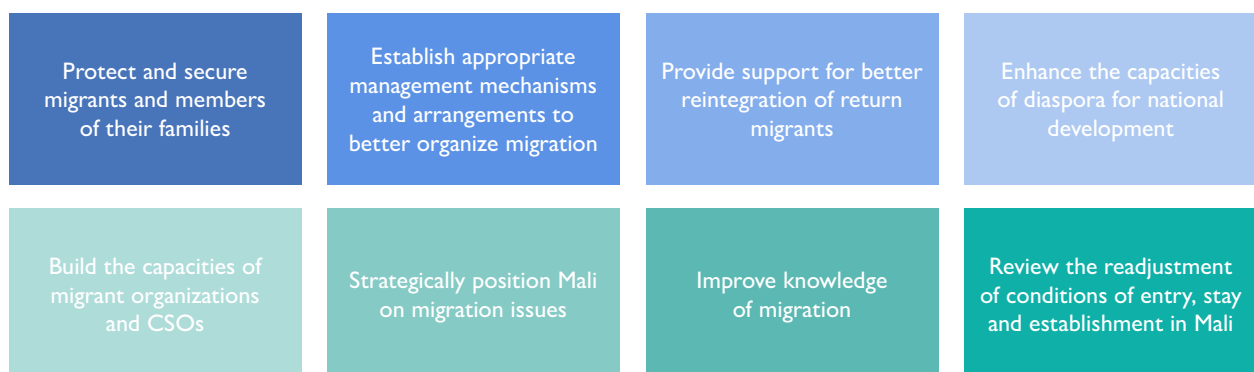 Protect and secure
migrants and members
of their families
Establish appropriate
management mechanisms
and arrangements to
better organize migration
Provide support for better
reintegration of return
migrants
Enhance the capacities
of diaspora for national
development
Build the capacities of
migrant organizations
and CSOs
Strategically position Mali
on migration issues
Improve knowledge
of migration
Review the readjustment
of conditions of entry, stay
and establishment in Mali